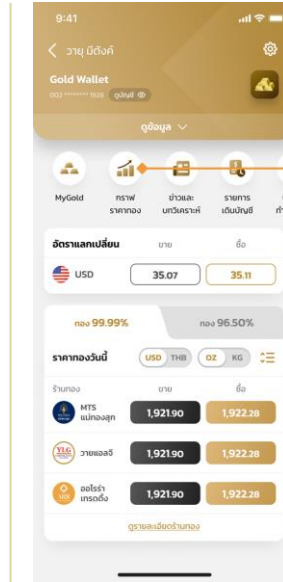 9:41
วายุ มีตังค์
Gold Wallet
ดูบัญชี
ดูข้อมูล
MyGold
กราฟ
ราคาทอง
ข่าวและ
บทวิเคราะห์
รายการ
เดินบัญชี
อัตราแลกเปลี่ยน ขาย ซื้อ
USD 35.07 35.11
ทอง 99.99% ทอง 96.50%
ราคาทองวันนี้ USD THB OZ KG
ร้านทอง ขาย ซื้อ
MTS
แม่ทองสุก
1,921.90 1,922.28
YLG
วายแอลจี 1,921.90 1,922.28
ออโรร่า
เทรดดิ้ง
1,921.90 1,922.28
ดูรายละเอียดร้านทอง